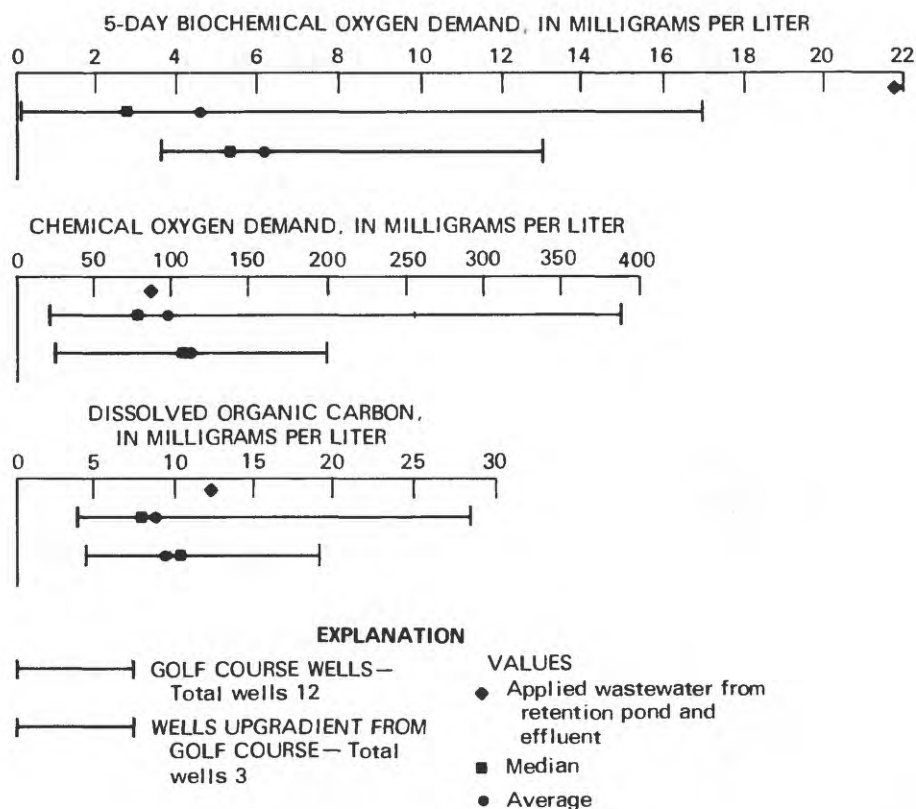 5-DAY BIOCHEMICAL OXYGEN DEMAND, IN MILLIGRAMS PER LITER
0 2 4 6 8 10 12 14 16 18 20 22
CHEMICAL OXYGEN DEMAND, IN MILLIGRAMS PER LITER
0 50 100 150 200 250 300 350 400
DISSOLVED ORGANIC CARBON,
IN MILLIGRAMS PER LITER
0 5 10 15 20 25 30
EXPLANATION
GOLF COURSE WELLS—
Total wells 12
WELLS UPGRADIENT FROM
GOLF COURSE— Total
wells 3
VALUES
Applied wastewater from
retention pond and
effluent
Median
Average